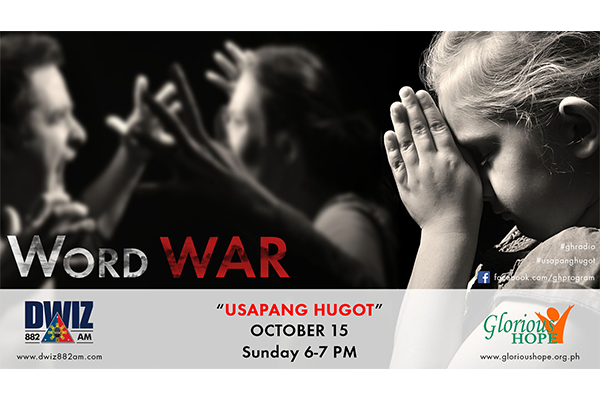 WORD WAR
#ghradio
#usapanghugot
facebook.com/ghprogram
DWIZ
882 AM
www.dwiz882am.com
“USAPANG HUGOT”
OCTOBER 15
Sunday 6-7 PM
Glorious
HOPE
www.glorioushope.org.ph